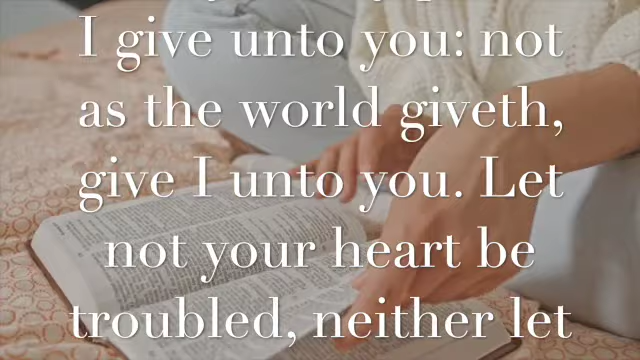 I give unto you: not
as the world giveth,
give I unto you. Let
not your heart be
troubled, neither let